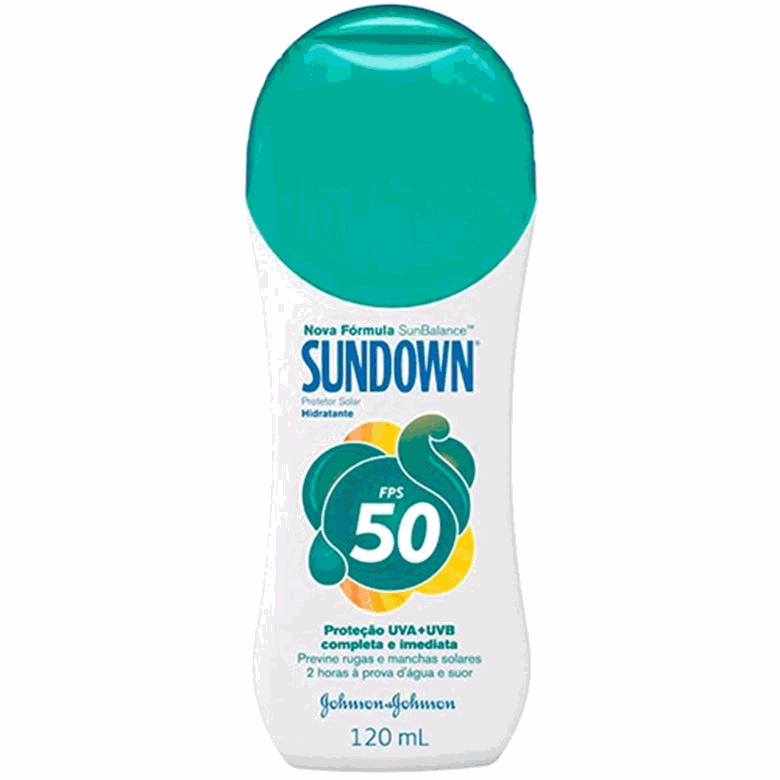 Nova Fórmula SunBalance™
SUNDOWN®
Protetor Solar
Hidratante
FPS
50
Proteção UVA+UVB
completa e imediata
Previne rugas e manchas solares
2 horas à prova d'água e suor
Johnson & Johnson
120 mL